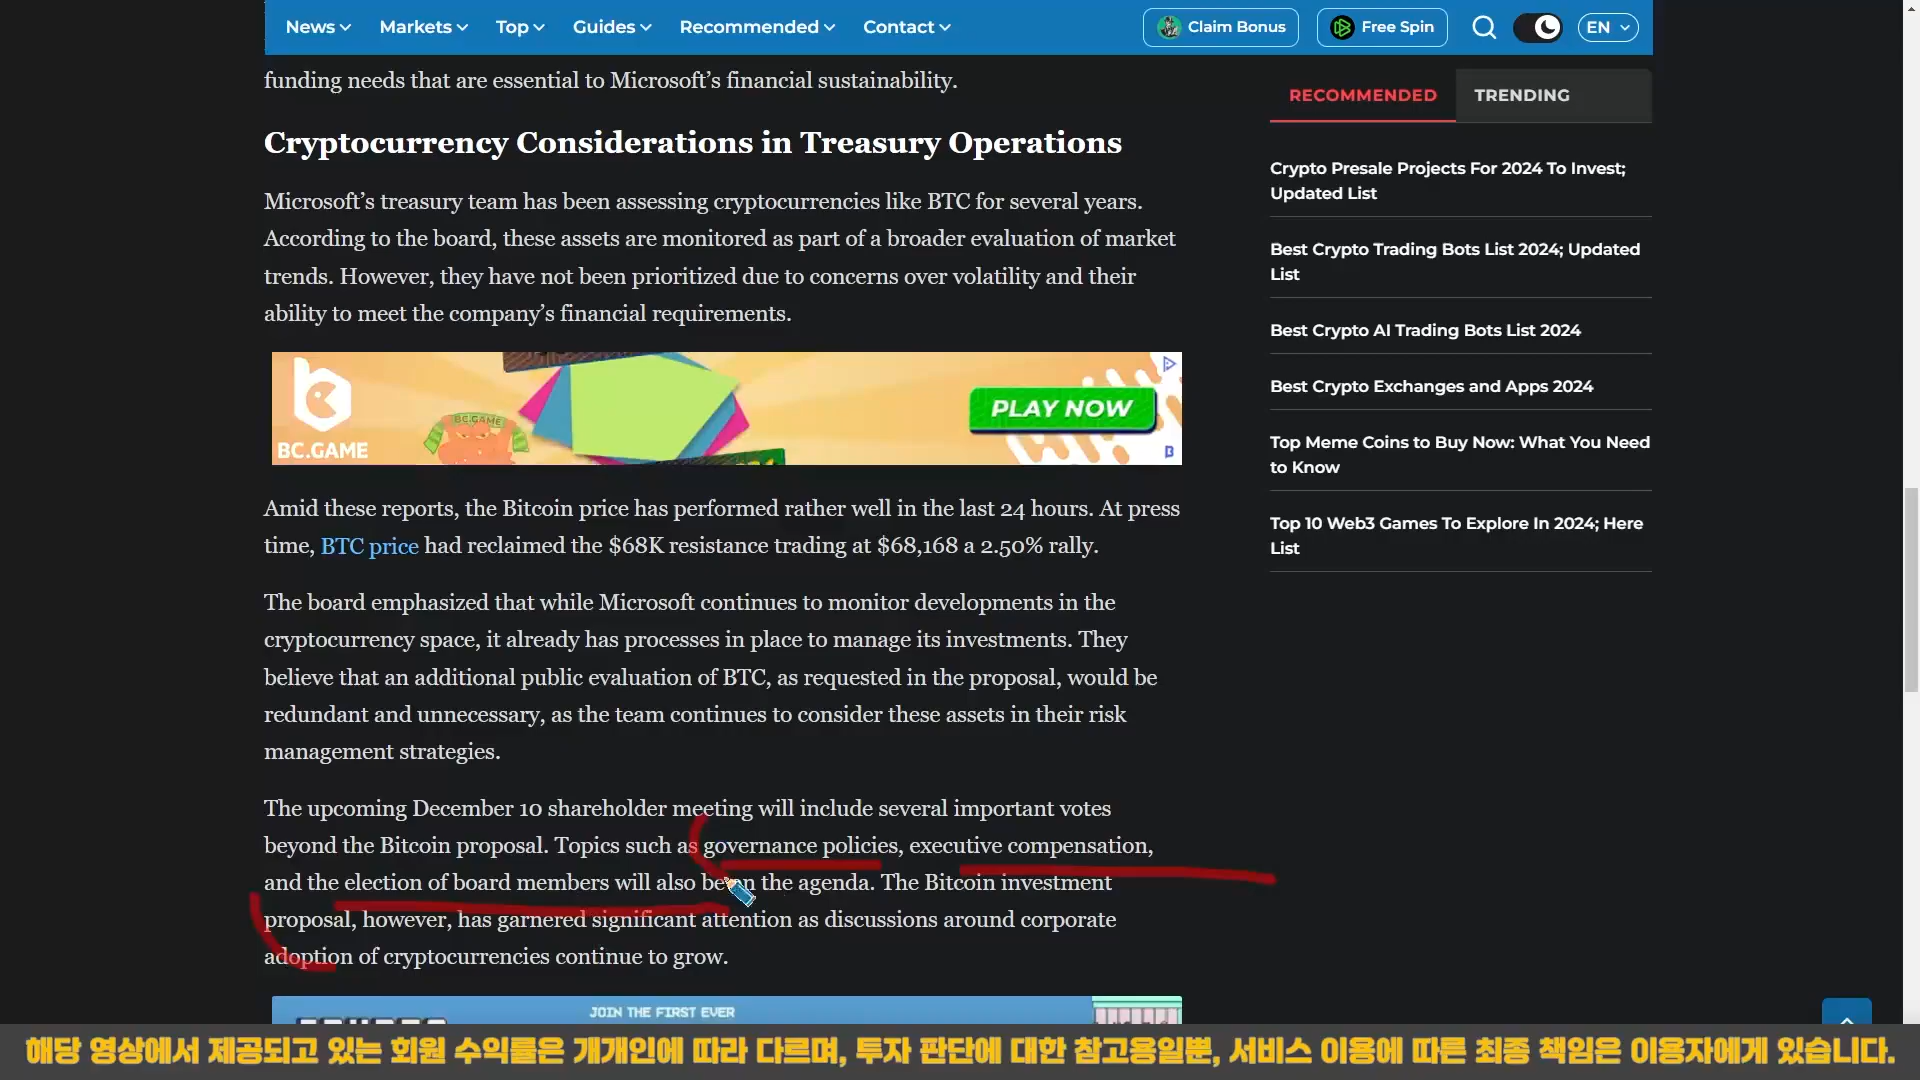 News
Markets
Top
Guides
Recommended
Contact
Claim Bonus
Free Spin
EN
funding needs that are essential to Microsoft’s financial sustainability.
Cryptocurrency Considerations in Treasury Operations
Microsoft’s treasury team has been assessing cryptocurrencies like BTC for several years.
According to the board, these assets are monitored as part of a broader evaluation of market
trends. However, they have not been prioritized due to concerns over volatility and their
ability to meet the company’s financial requirements.
BC.GAME
BC.GAME
PLAY NOW
Amid these reports, the Bitcoin price has performed rather well in the last 24 hours. At press
time, BTC price had reclaimed the $68K resistance trading at $68,168 a 2.50% rally.
The board emphasized that while Microsoft continues to monitor developments in the
cryptocurrency space, it already has processes in place to manage its investments. They
believe that an additional public evaluation of BTC, as requested in the proposal, would be
redundant and unnecessary, as the team continues to consider these assets in their risk
management strategies.
The upcoming December 10 shareholder meeting will include several important votes
beyond the Bitcoin proposal. Topics such as governance policies, executive compensation,
and the election of board members will also be on the agenda. The Bitcoin investment
proposal, however, has garnered significant attention as discussions around corporate
adoption of cryptocurrencies continue to grow.
JOIN THE FIRST EVER
RECOMMENDED
TRENDING
Crypto Presale Projects For 2024 To Invest;
Updated List
Best Crypto Trading Bots List 2024; Updated
List
Best Crypto AI Trading Bots List 2024
Best Crypto Exchanges and Apps 2024
Top Meme Coins to Buy Now: What You Need
to Know
Top 10 Web3 Games To Explore In 2024; Here
List
해당 영상에서 제공되고 있는 회원 수익률은 개개인에 따라 다르며, 투자 판단에 대한 참고용일뿐, 서비스 이용에 따른 최종 책임은 이용자에게 있습니다.